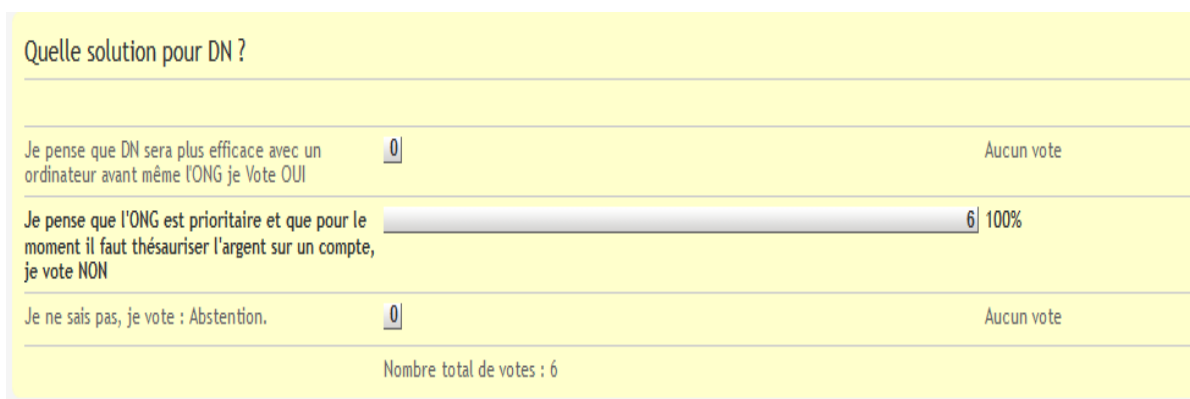 Quelle solution pour DN ?
Je pense que DN sera plus efficace avec un
ordinateur avant même l'ONG je Vote OUI
0
Aucun vote
Je pense que l'ONG est prioritaire et que pour le
moment il faut thésauriser l'argent sur un compte,
je vote NON
6
100%
Je ne sais pas, je vote : Abstention.
0
Aucun vote
Nombre total de votes : 6